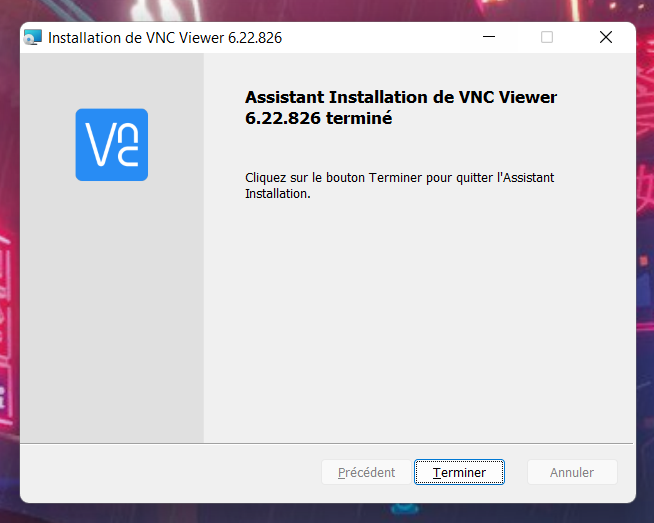 Installation de VNC Viewer 6.22.826
Vnc
Assistant Installation de VNC Viewer
6.22.826 terminé
Cliquez sur le bouton Terminer pour quitter l'Assistant
Installation.
Précédent
Terminer
Annuler